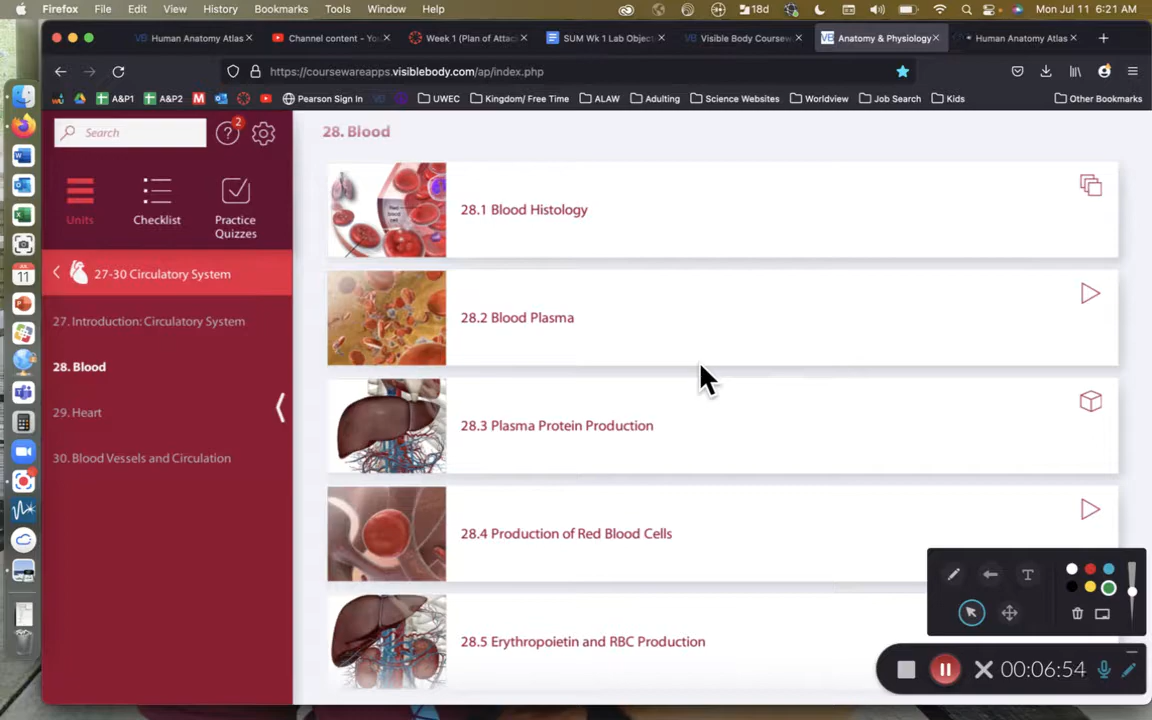 Firefox File Edit View History Bookmarks Tools Window Help 18d Mon Jul 11 6:21 AM
Human Anatomy Atlas Channel content - You Week 1 (Plan of Attac SUM Wk 1 Lab Object VB Visible Body Coursew VB Anatomy & Physiology Human Anatomy Atlas
https://coursewareapps.visiblebody.com/ap/index.php
A&P1 A&P2 Pearson Sign In UWEC Kingdom/ Free Time ALAW Adulting Science Websites Worldview Job Search Kids Other Bookmarks
Search ? 2
Units Checklist Practice Quizzes
27-30 Circulatory System
27. Introduction: Circulatory System
28. Blood
29. Heart
30. Blood Vessels and Circulation
28. Blood
28.1 Blood Histology
28.2 Blood Plasma
28.3 Plasma Protein Production
28.4 Production of Red Blood Cells
28.5 Erythropoietin and RBC Production
T
00:06:54